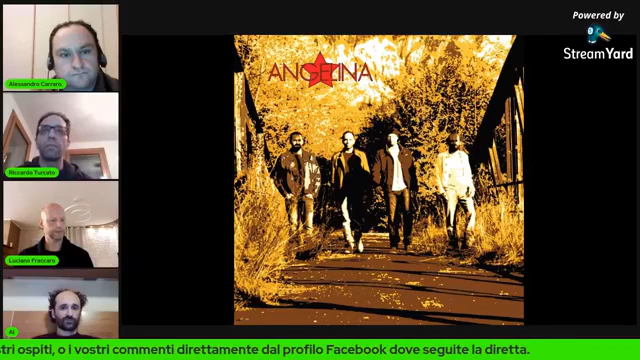 Powered by
StreamYard
ANGELINA
Alessandro Carraro
Riccardo Turcato
Luciano Fraccaro
Al
stri ospiti, o i vostri commenti direttamente dal profilo Facebook dove seguite la diretta.